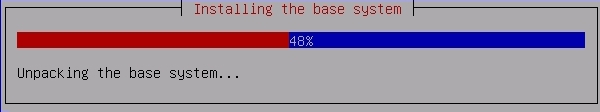 Installing the base system
48%
Unpacking the base system...